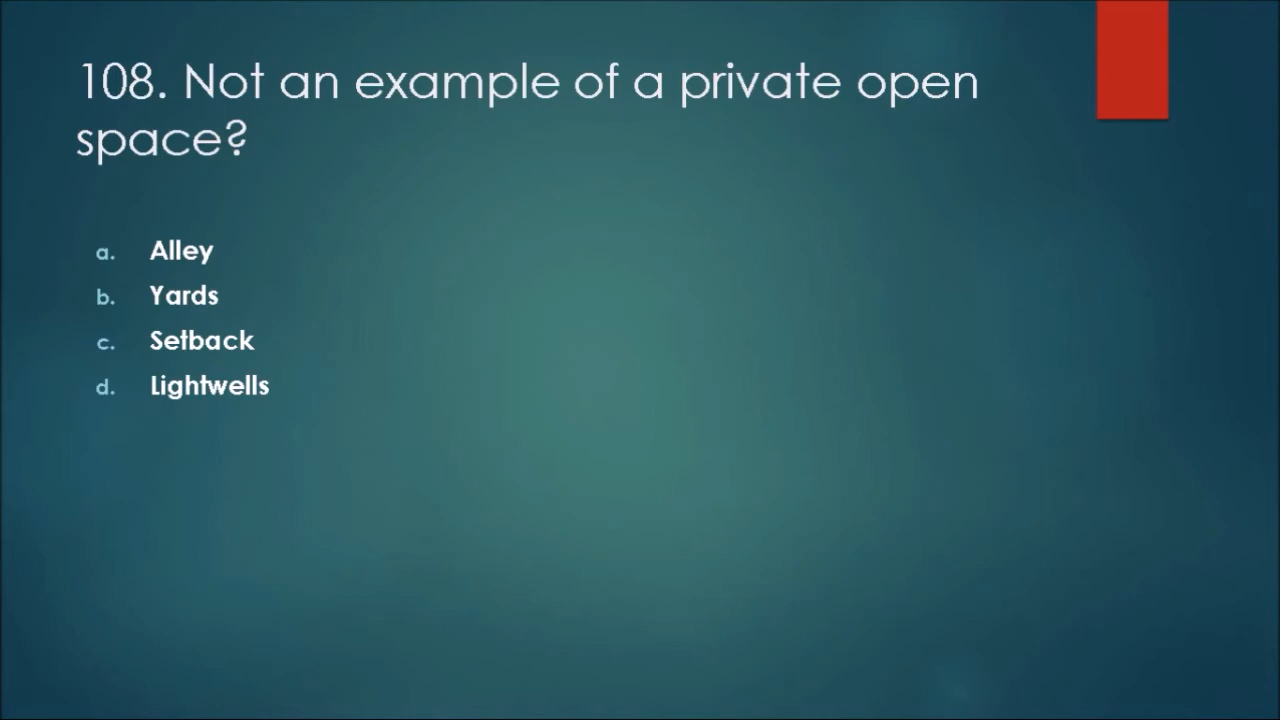 108. Not an example of a private open
space?
a. Alley
b. Yards
c. Setback
d. Lightwells